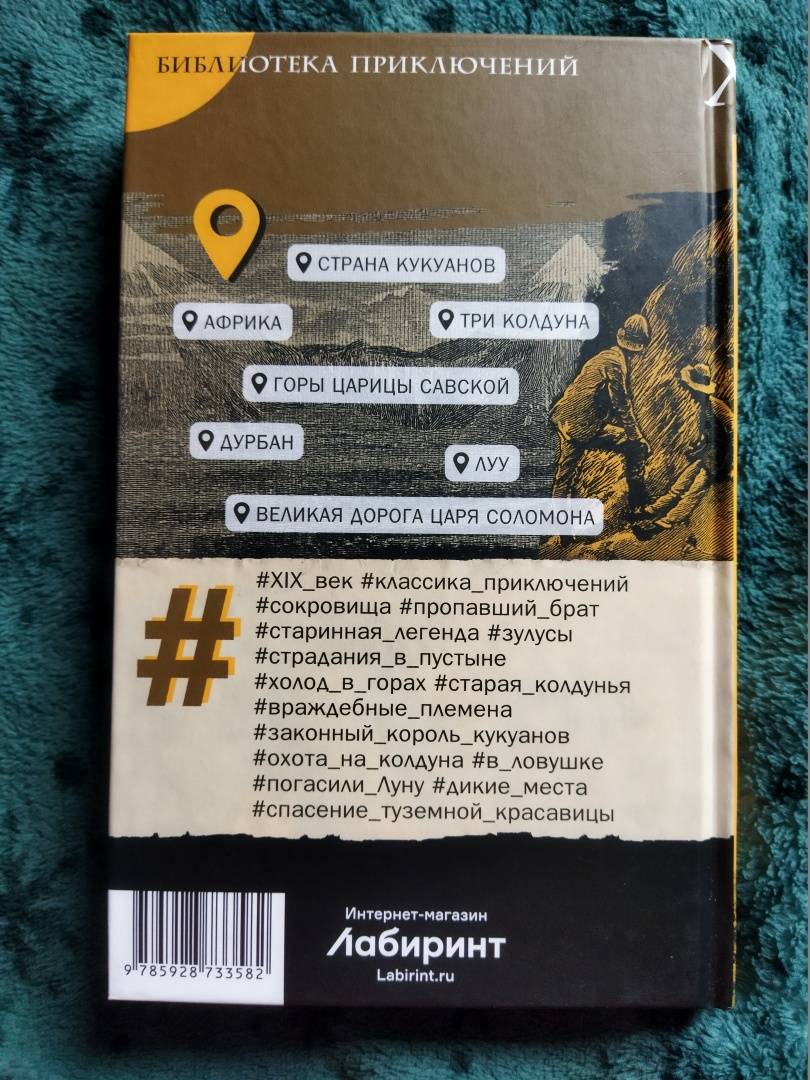 БИБЛИОТЕКА ПРИКЛЮЧЕНИЙ
СТРАНА КУКУАНОВ
АФРИКА
ТРИ КОЛДУНА
ГОРЫ ЦАРИЦЫ САВСКОЙ
ДУРБАН
ЛУУ
ВЕЛИКАЯ ДОРОГА ЦАРЯ СОЛОМОНА
#
#XIX_век #классика_приключений
#сокровища #пропавший_брат
#старинная_легенда #зулусы
#страдания_в_пустыне
#холод_в_горах #старая_колдунья
#враждебные_племена
#законный_король_кукуанов
#охота_на_колдуна #в_ловушке
#погасили_Луну #дикие_места
#спасение_туземной_красавицы
Интернет-магазин
Лабиринт
Labirint.ru
9 785928 733582